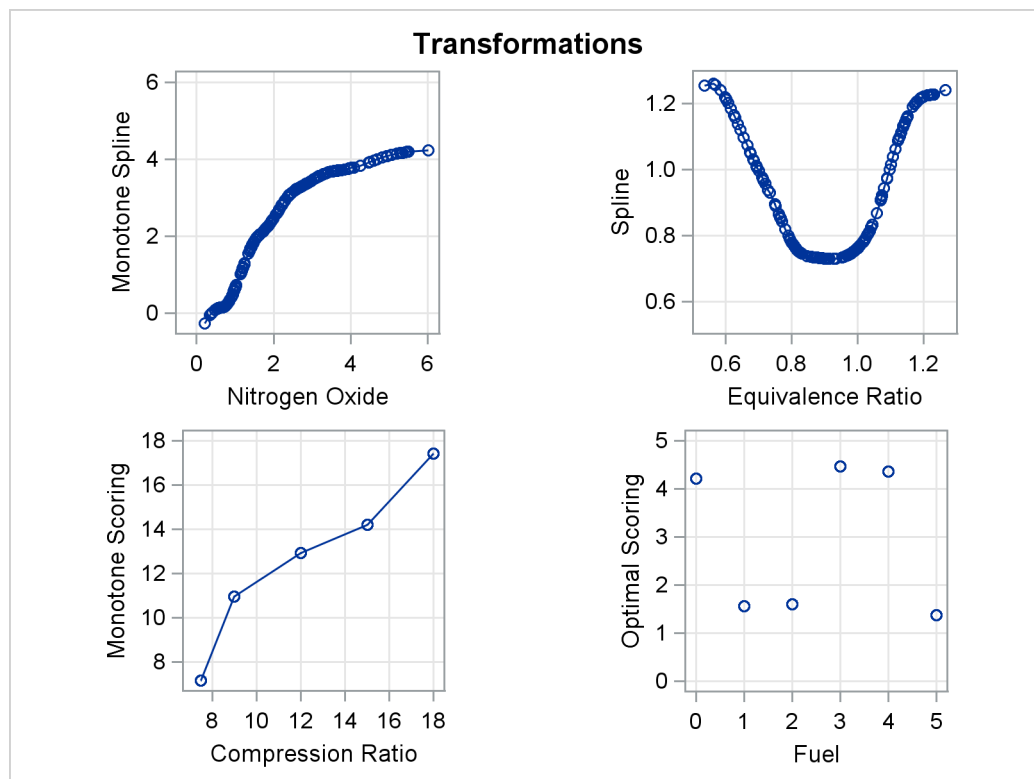 Transformations
Monotone Spline
6
4
2
0
0 2 4 6
Nitrogen Oxide
Spline
1.2
1.0
0.8
0.6
0.6 0.8 1.0 1.2
Equivalence Ratio
Monotone Scoring
18
16
14
12
10
8
8 10 12 14 16 18
Compression Ratio
Optimal Scoring
5
4
3
2
1
0
0 1 2 3 4 5
Fuel